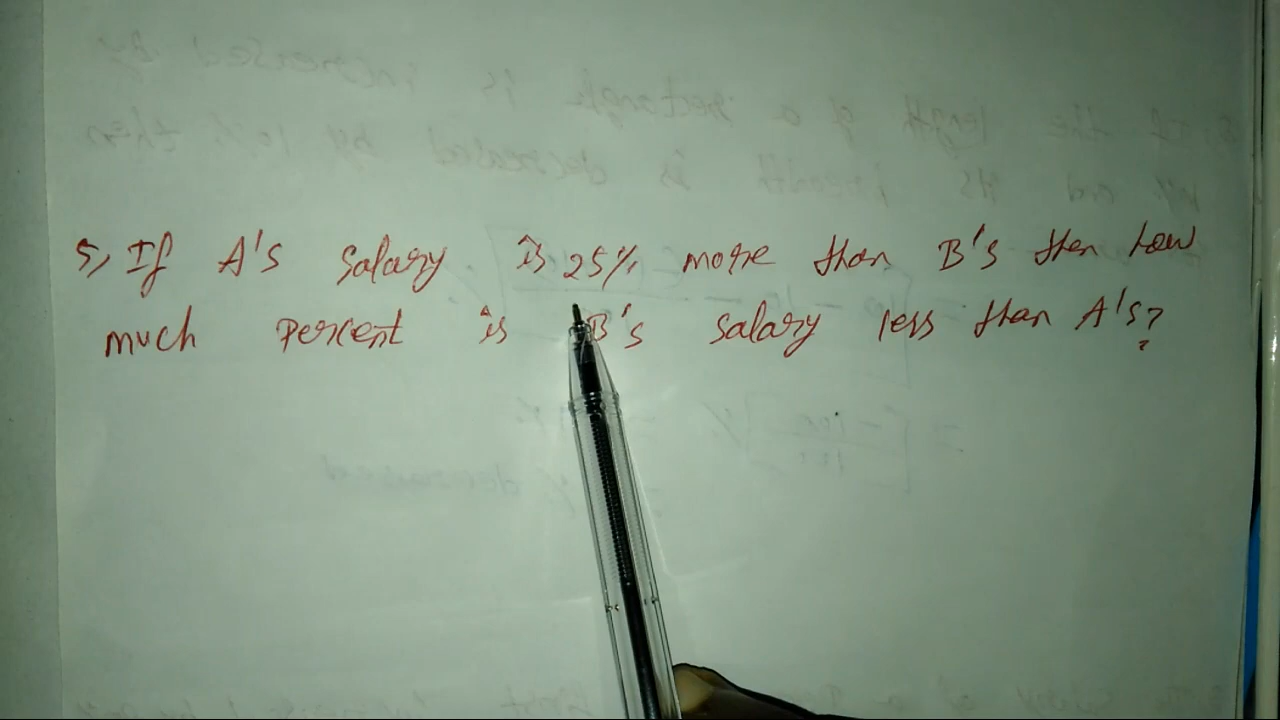 5, If A's Salary is 25% more than B's then how
much Percent is B's salary less than A's?